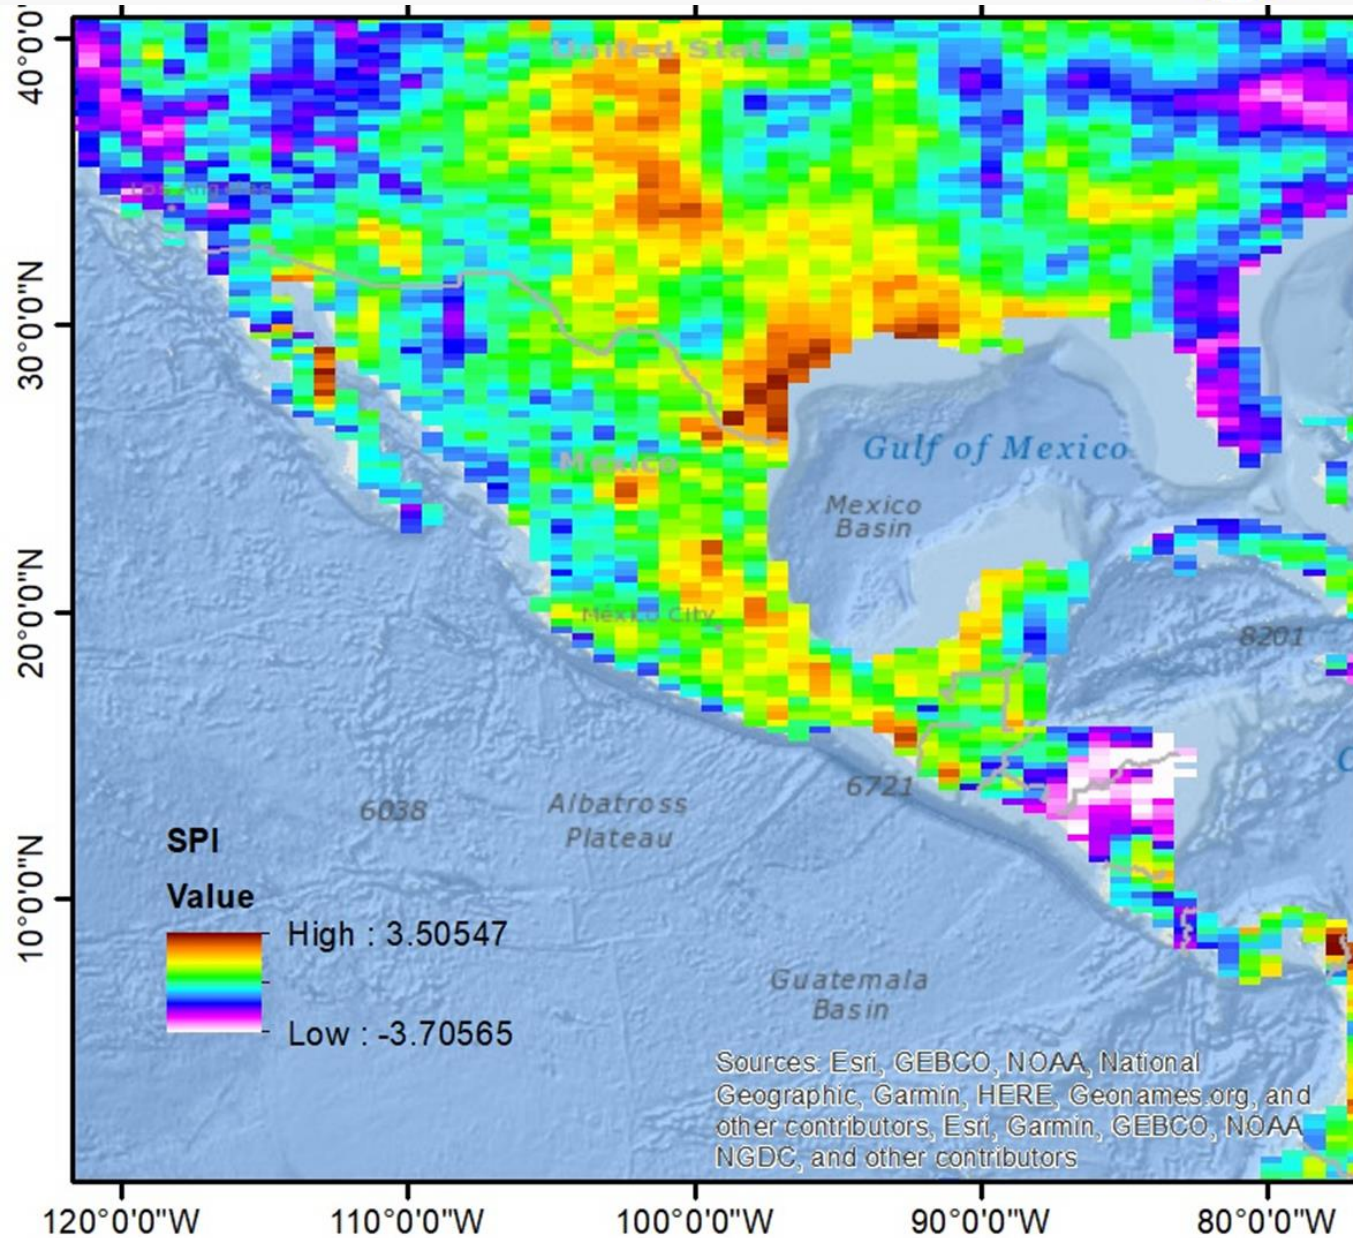 40°0'0"
United States
Los Angeles
30°0'0"N
Gulf of Mexico
Mexico
Mexico
Basin
20°0'0"N
México City
8201
6721
6038
Albatross
Plateau
SPI
Value
High : 3.50547
Low : -3.70565
10°0'0"N
Guatemala
Basin
Sources: Esri, GEBCO, NOAA, National
Geographic, Garmin, HERE, Geonames.org, and
other contributors, Esri, Garmin, GEBCO, NOAA
NGDC, and other contributors
120°0'0"W
110°0'0"W
100°0'0"W
90°0'0"W
80°0'0"W